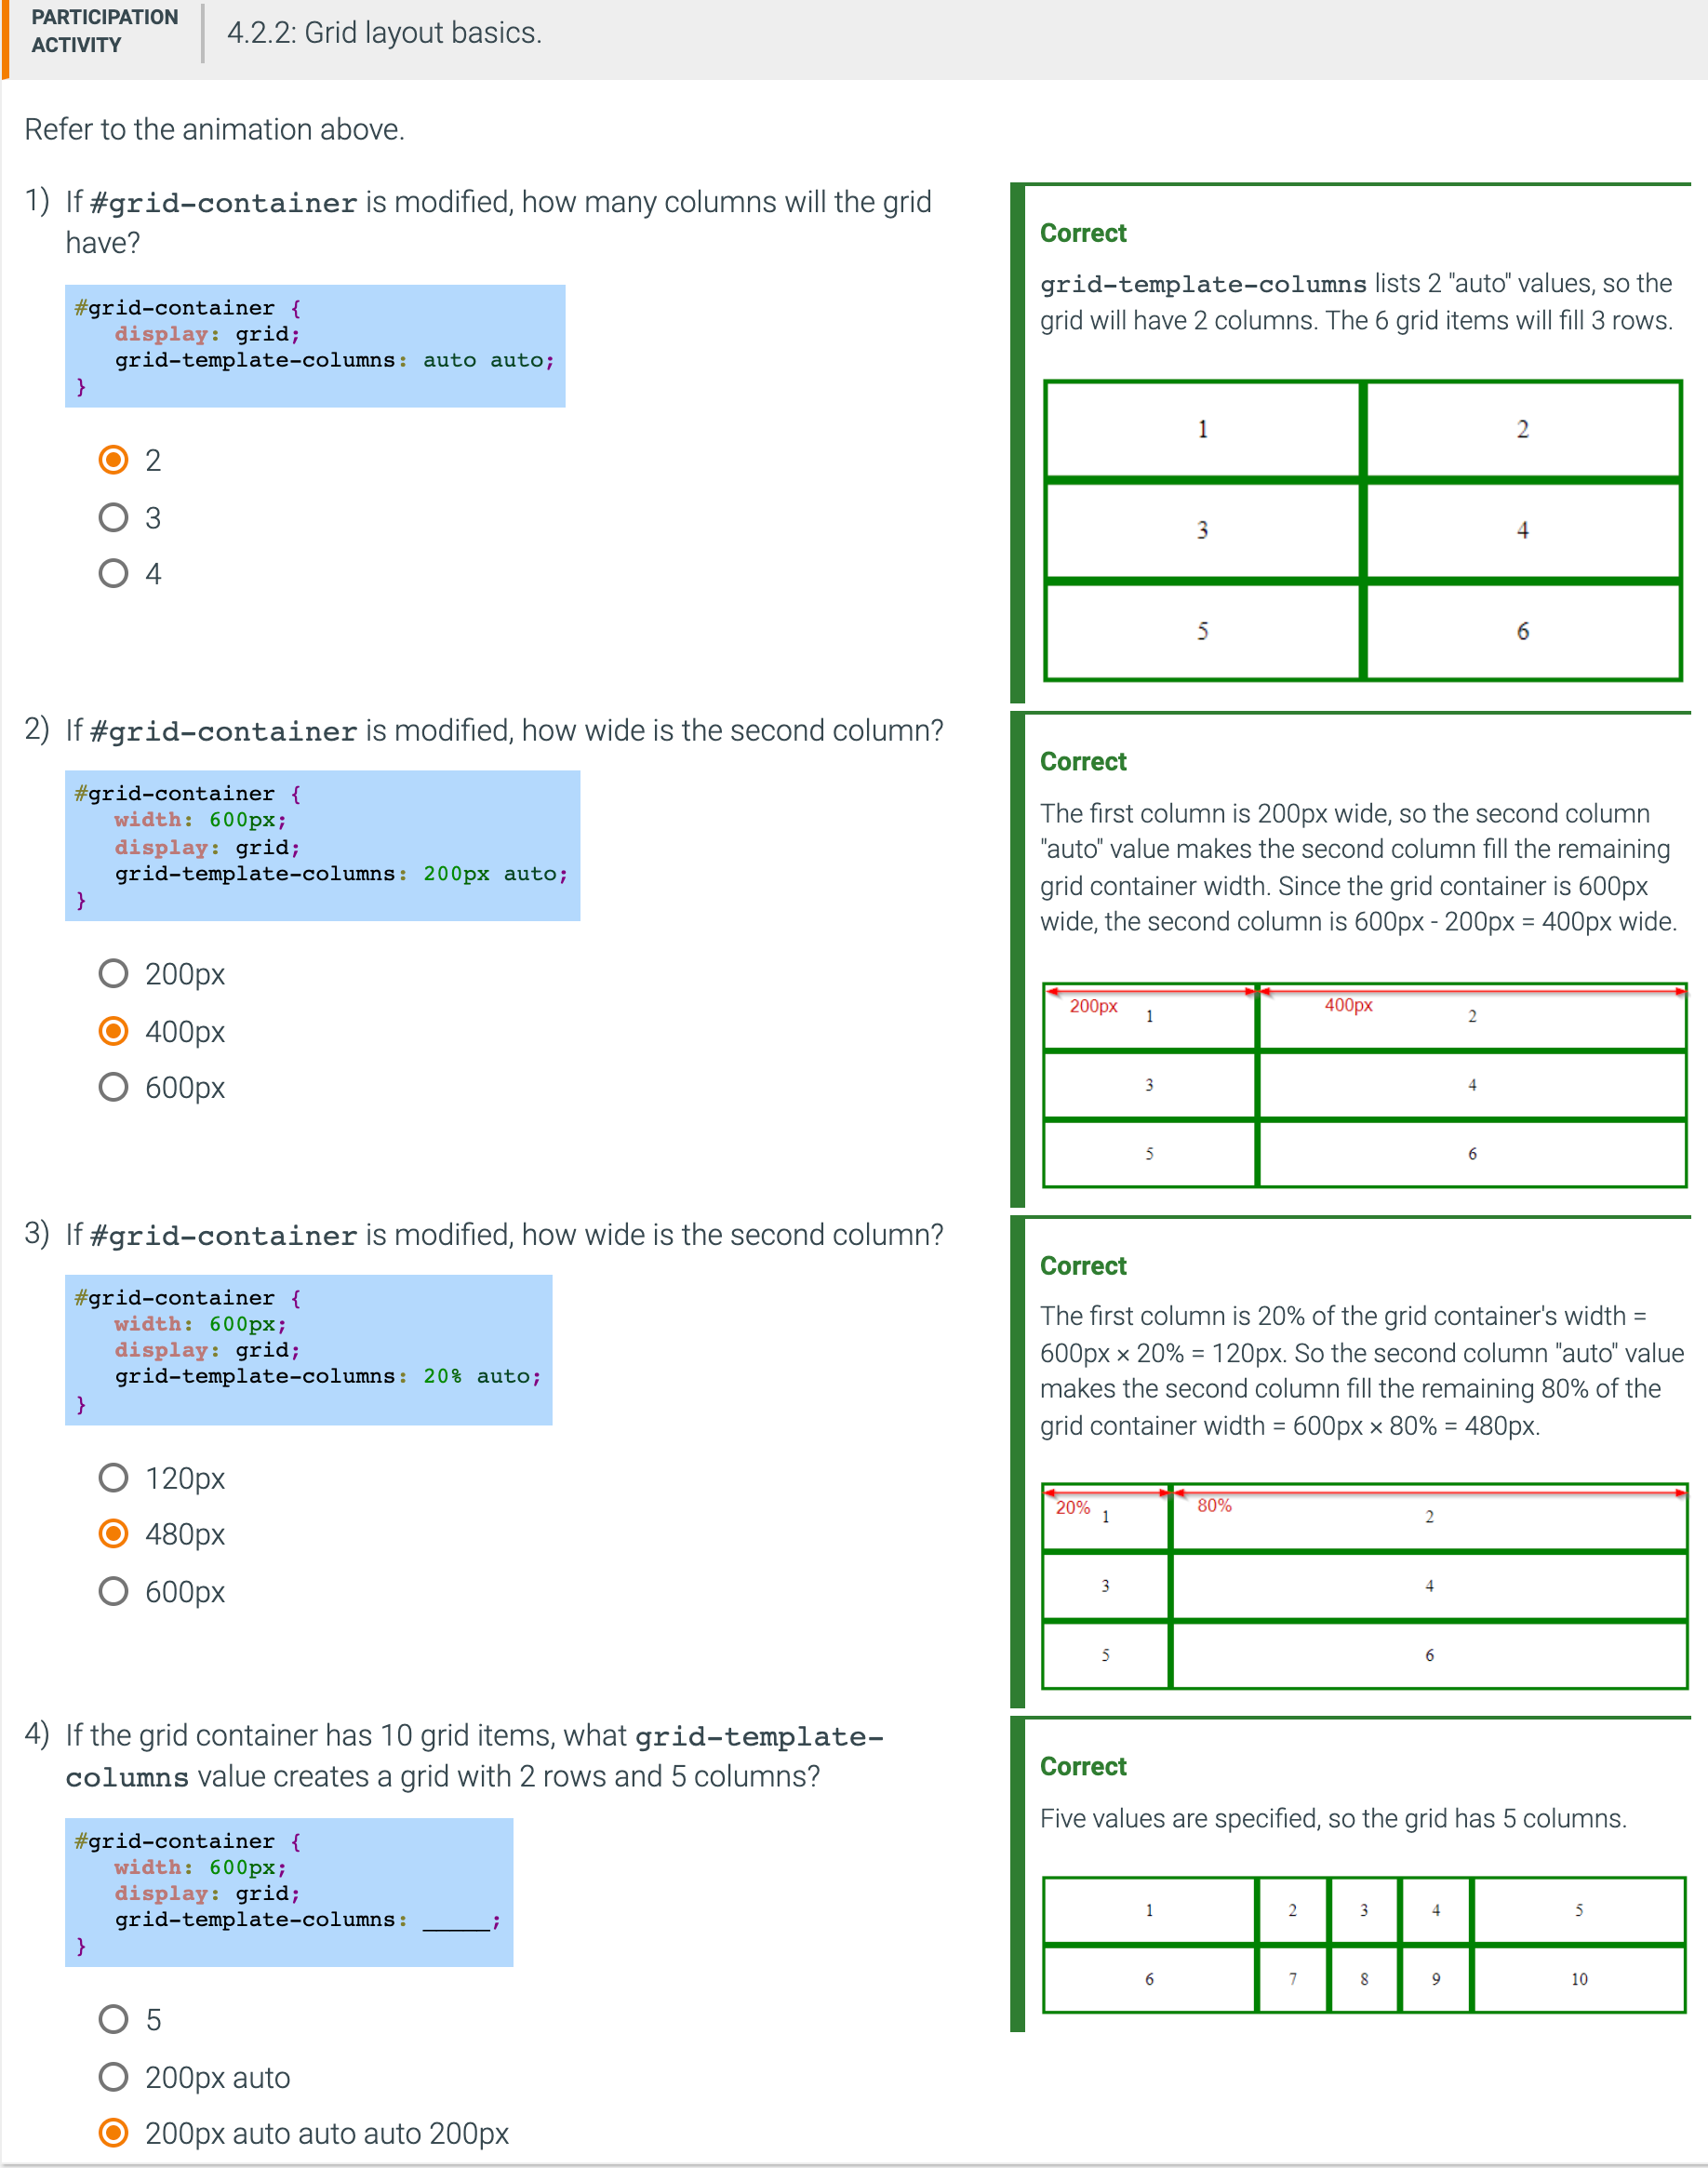 PARTICIPATION
ACTIVITY
4.2.2: Grid layout basics.
Refer to the animation above.
1) If #grid-container is modified, how many columns will the grid
have?
#grid-container {
display: grid;
grid-template-columns: auto auto;
}
2
3
4
Correct
grid-template-columns lists 2 "auto" values, so the
grid will have 2 columns. The 6 grid items will fill 3 rows.
1 2
3 4
5 6
2) If #grid-container is modified, how wide is the second column?
#grid-container {
width: 600px;
display: grid;
grid-template-columns: 200px auto;
}
200px
400px
600px
Correct
The first column is 200px wide, so the second column
"auto" value makes the second column fill the remaining
grid container width. Since the grid container is 600px
wide, the second column is 600px - 200px = 400px wide.
200px 1 400px 2
3 4
5 6
3) If #grid-container is modified, how wide is the second column?
#grid-container {
width: 600px;
display: grid;
grid-template-columns: 20% auto;
}
120px
480px
600px
Correct
The first column is 20% of the grid container's width =
600px × 20% = 120px. So the second column "auto" value
makes the second column fill the remaining 80% of the
grid container width = 600px × 80% = 480px.
20% 1 80% 2
3 4
5 6
4) If the grid container has 10 grid items, what grid-template-
columns value creates a grid with 2 rows and 5 columns?
#grid-container {
width: 600px;
display: grid;
grid-template-columns: _____;
}
5
200px auto
200px auto auto auto 200px
Correct
Five values are specified, so the grid has 5 columns.
1 2 3 4 5
6 7 8 9 10